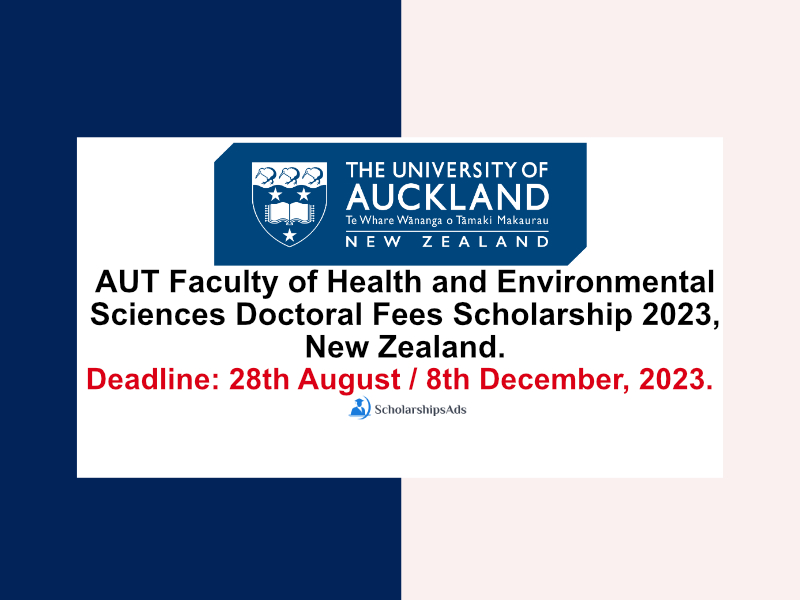 THE UNIVERSITY OF
AUCKLAND
Te Whare Wānanga o Tāmaki Makaurau
NEW ZEALAND
AUT Faculty of Health and Environmental
Sciences Doctoral Fees Scholarship 2023,
New Zealand.
Deadline: 28th August / 8th December, 2023.
ScholarshipsAds